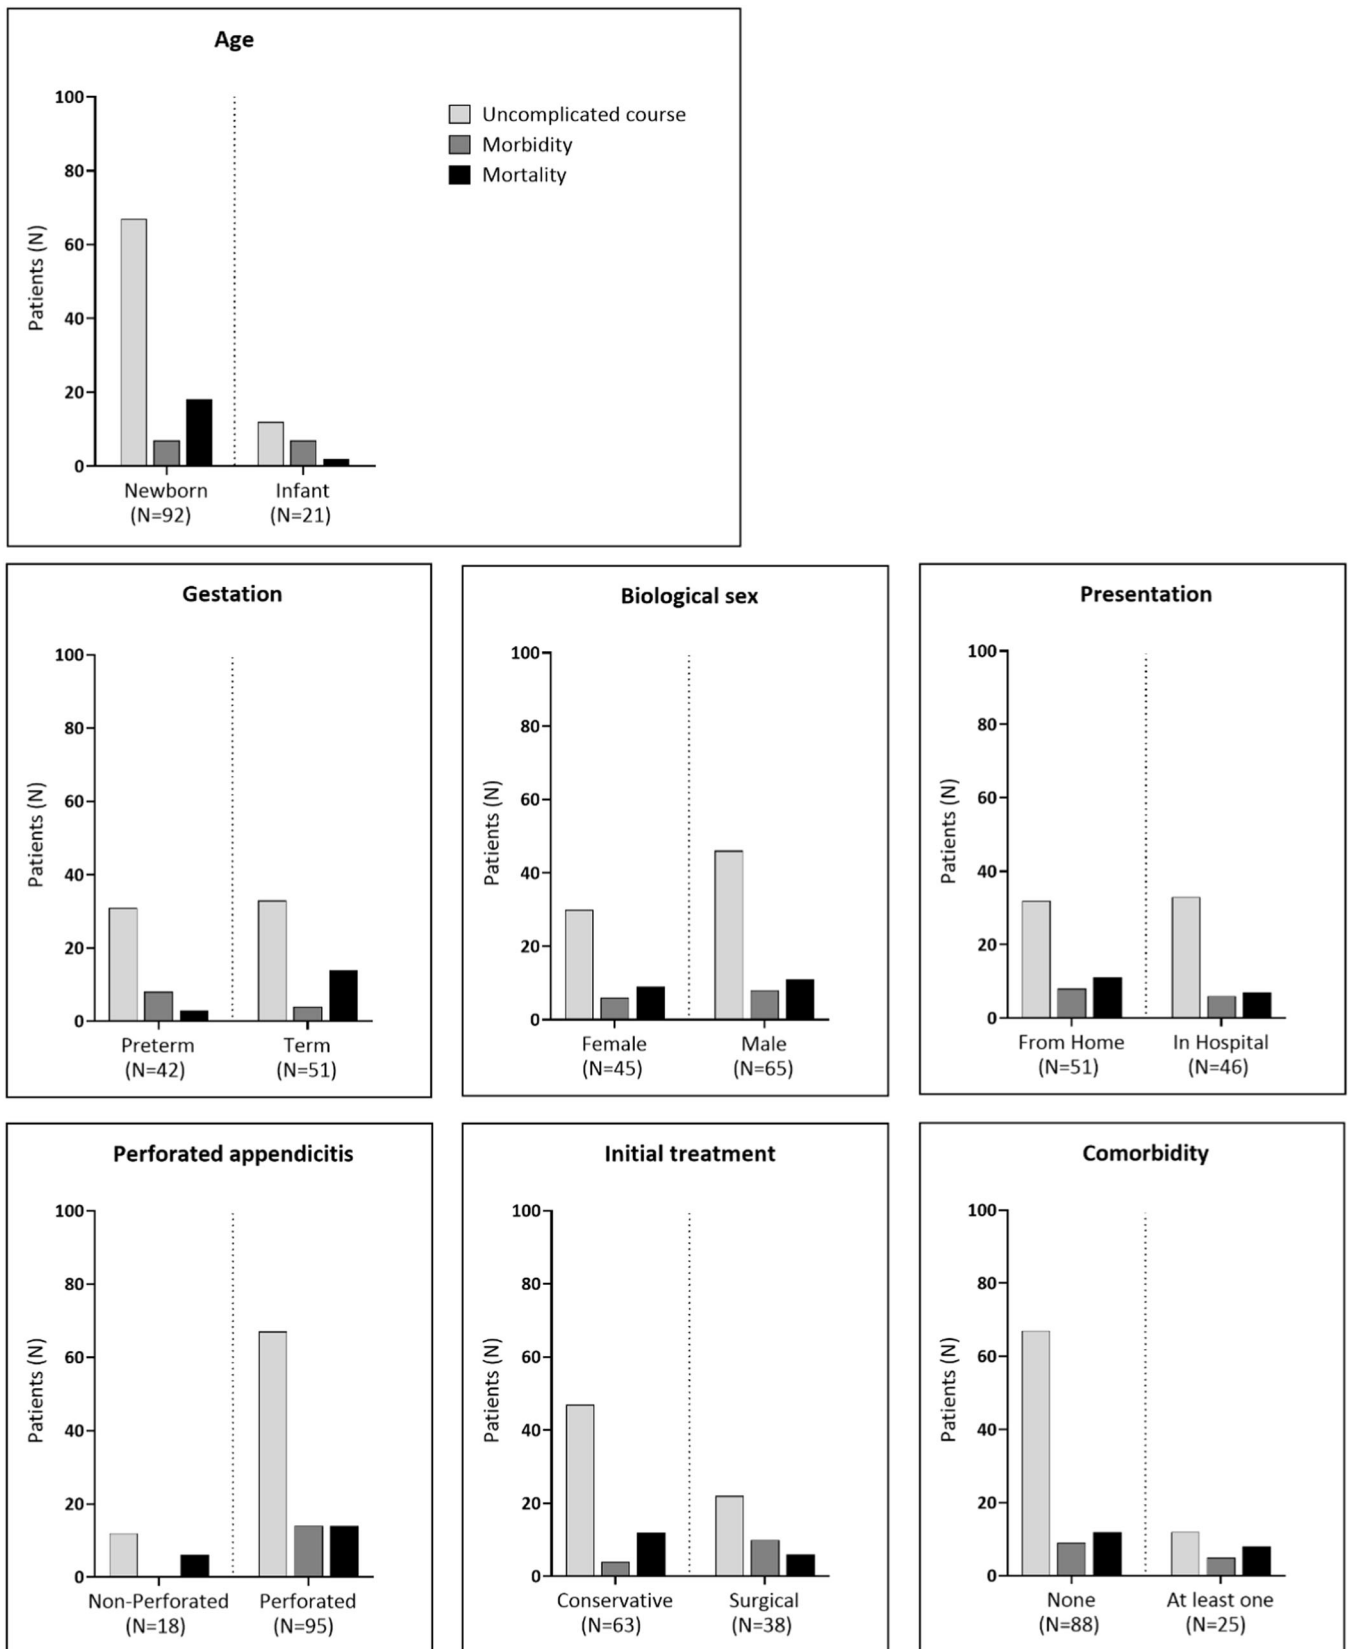 Age
100
80
60
40
20
0
Patients (N)
Newborn
(N=92)
Infant
(N=21)
Uncomplicated course
Morbidity
Mortality
Gestation
100
80
60
40
20
0
Patients (N)
Preterm
(N=42)
Term
(N=51)
Biological sex
100
80
60
40
20
0
Patients (N)
Female
(N=45)
Male
(N=65)
Presentation
100
80
60
40
20
0
Patients (N)
From Home
(N=51)
In Hospital
(N=46)
Perforated appendicitis
100
80
60
40
20
0
Patients (N)
Non-Perforated
(N=18)
Perforated
(N=95)
Initial treatment
100
80
60
40
20
0
Patients (N)
Conservative
(N=63)
Surgical
(N=38)
Comorbidity
100
80
60
40
20
0
Patients (N)
None
(N=88)
At least one
(N=25)